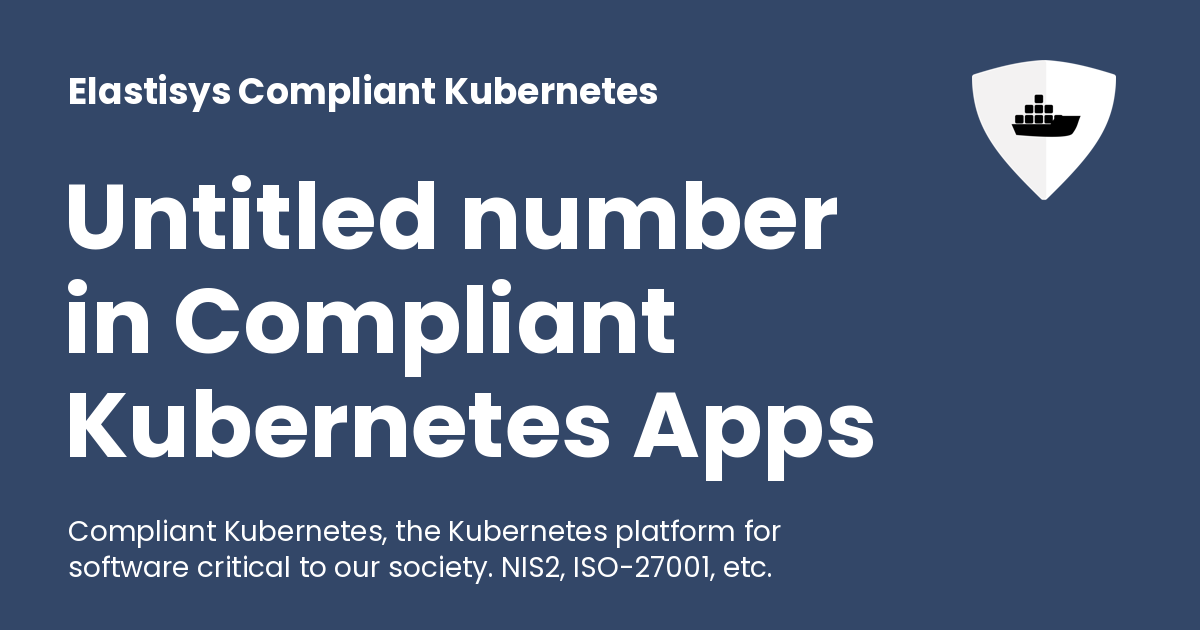 Elastisys Compliant Kubernetes
Untitled number
in Compliant
Kubernetes Apps
Compliant Kubernetes, the Kubernetes platform for
software critical to our society. NIS2, ISO-27001, etc.